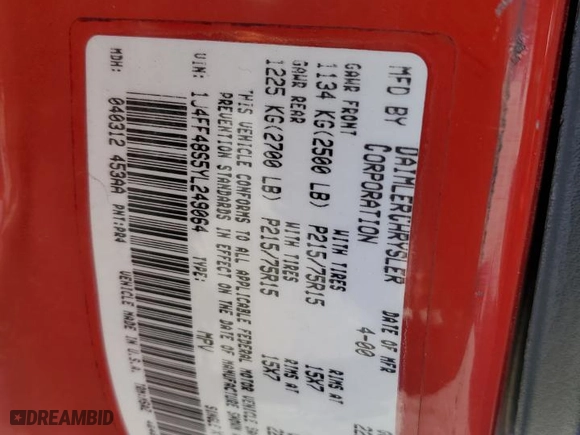 MFD BY DAIMLERCHRYSLER DATE OF MFR
CORPORATION 4-00
GAWR FRONT WITH TIRES RIMS AT
1134 KG(2500 LB) P215/75R15 15X7
GAWR REAR WITH TIRES RIMS AT
1225 KG(2700 LB) P215/75R15 15X7
THIS VEHICLE CONFORMS TO ALL APPLICABLE FEDERAL MOTOR VEHICLE
PREVENTION STANDARDS IN EFFECT ON THE DATE OF MANUFACTURE SHOWN
VIN: 1J4FF48S5YL249064 TYPE: MPV
MDH: 040312 453AA PNT:PR4 VEHICLE MADE IN U.S.A.
DREAMBID